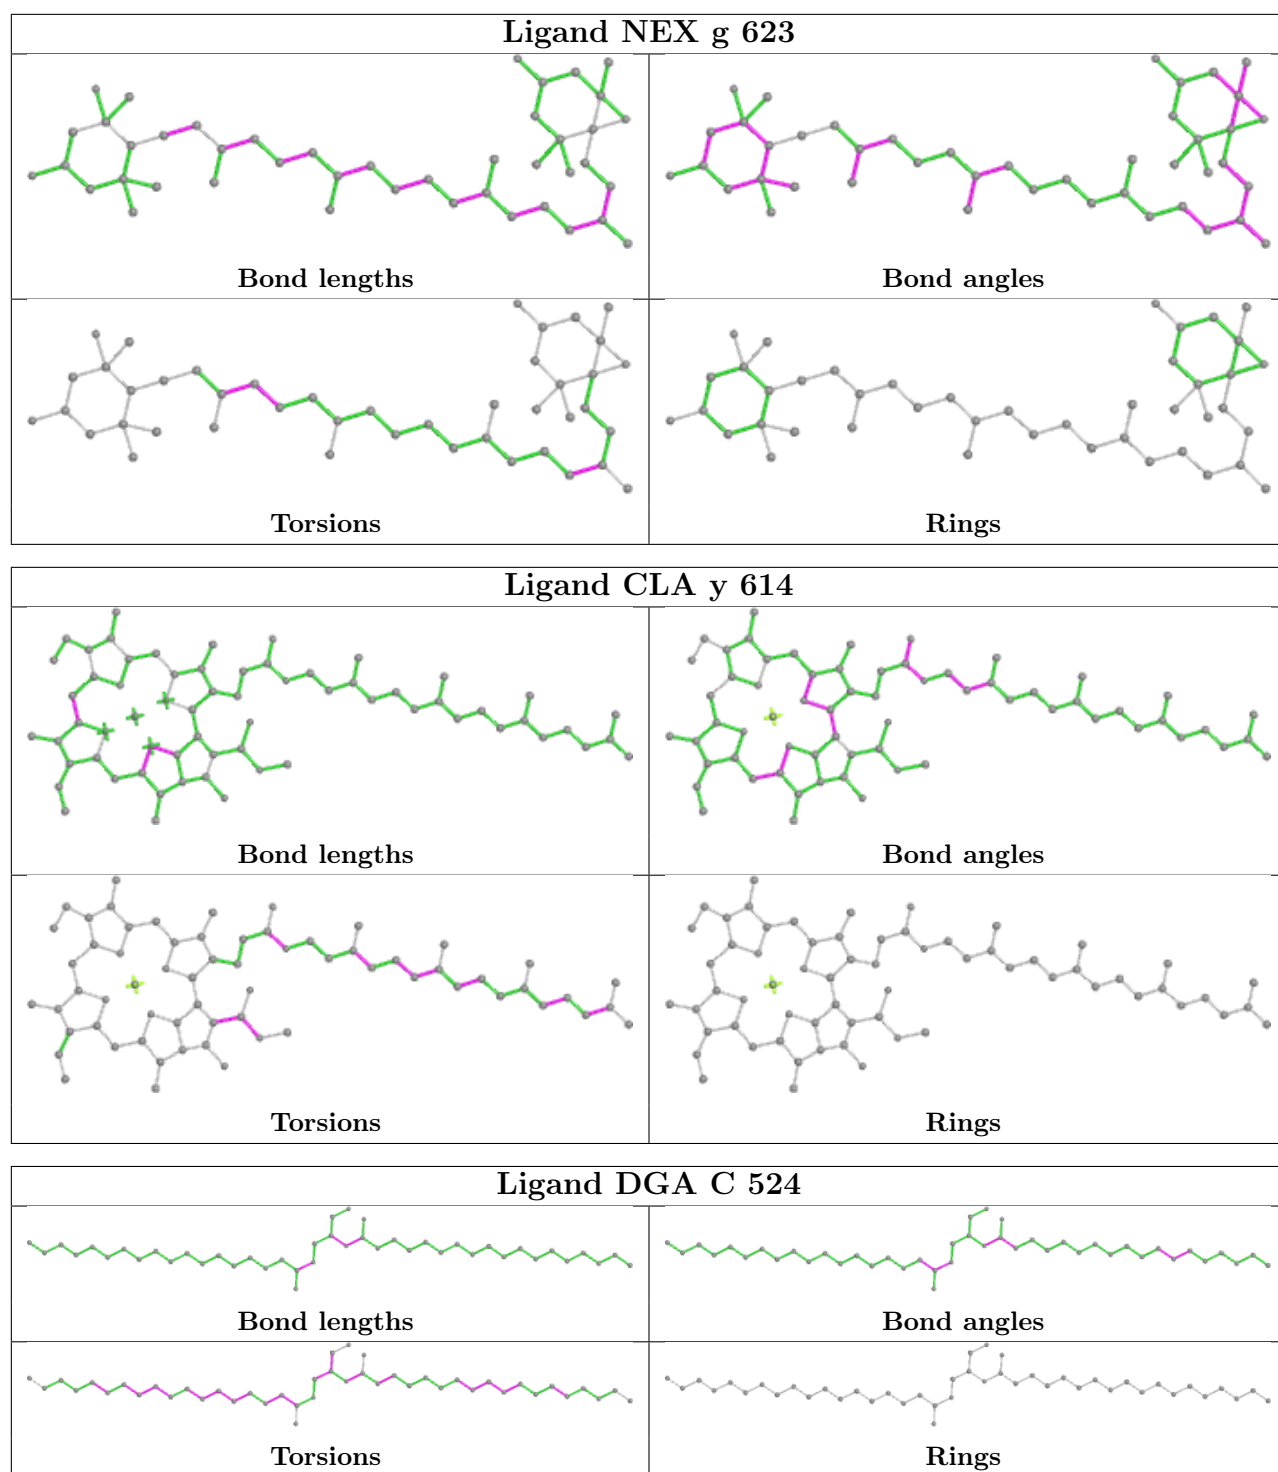 Ligand NEX g 623
Bond lengths
Bond angles
Torsions
Rings
Ligand CLA y 614
Bond lengths
Bond angles
Torsions
Rings
Ligand DGA C 524
Bond lengths
Bond angles
Torsions
Rings